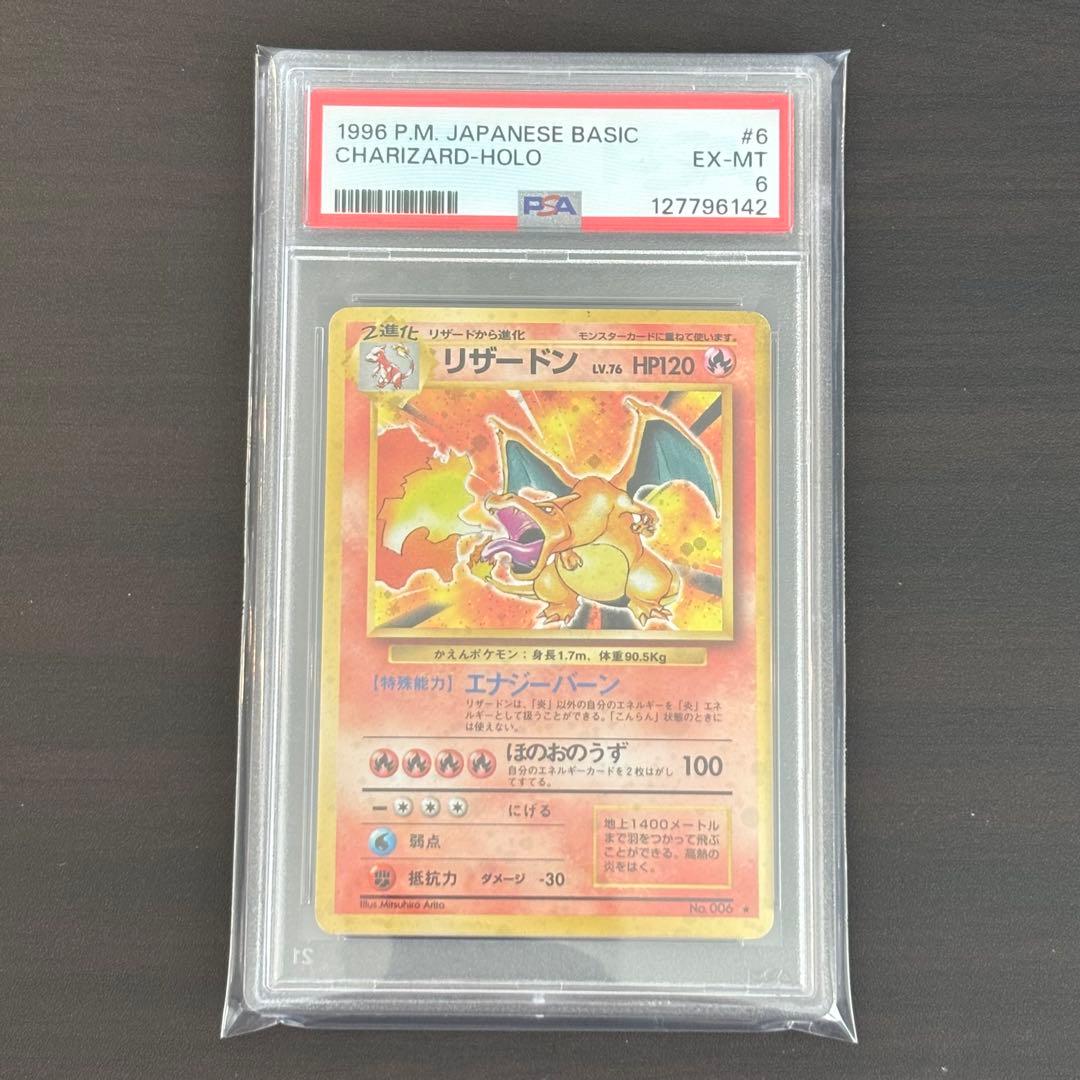 1996 P.M. JAPANESE BASIC #6
CHARIZARD-HOLO EX-MT
6
PSA 127796142
2進化 リザードから進化 モンスターカードに重ねて使います。
リザードン LV.76 HP120
かえんポケモン:身長1.7m、体重90.5Kg
【特殊能力】 エナジーバーン
リザードンは、「炎」以外の自分のエネルギーを「炎」エネ
ルギーとして扱うことができる。「こんらん」状態のときに
は使えない。
ほのおのうず 100
自分のエネルギーカードを2枚はがし
てすてる。
にげる
弱点
抵抗力 ダメージ -30
地上1400メートル
まで羽をつかって飛ぶ
ことができる。高熱の
炎をはく。
Illus.Mitsuhiro Arita No.006 ★
21